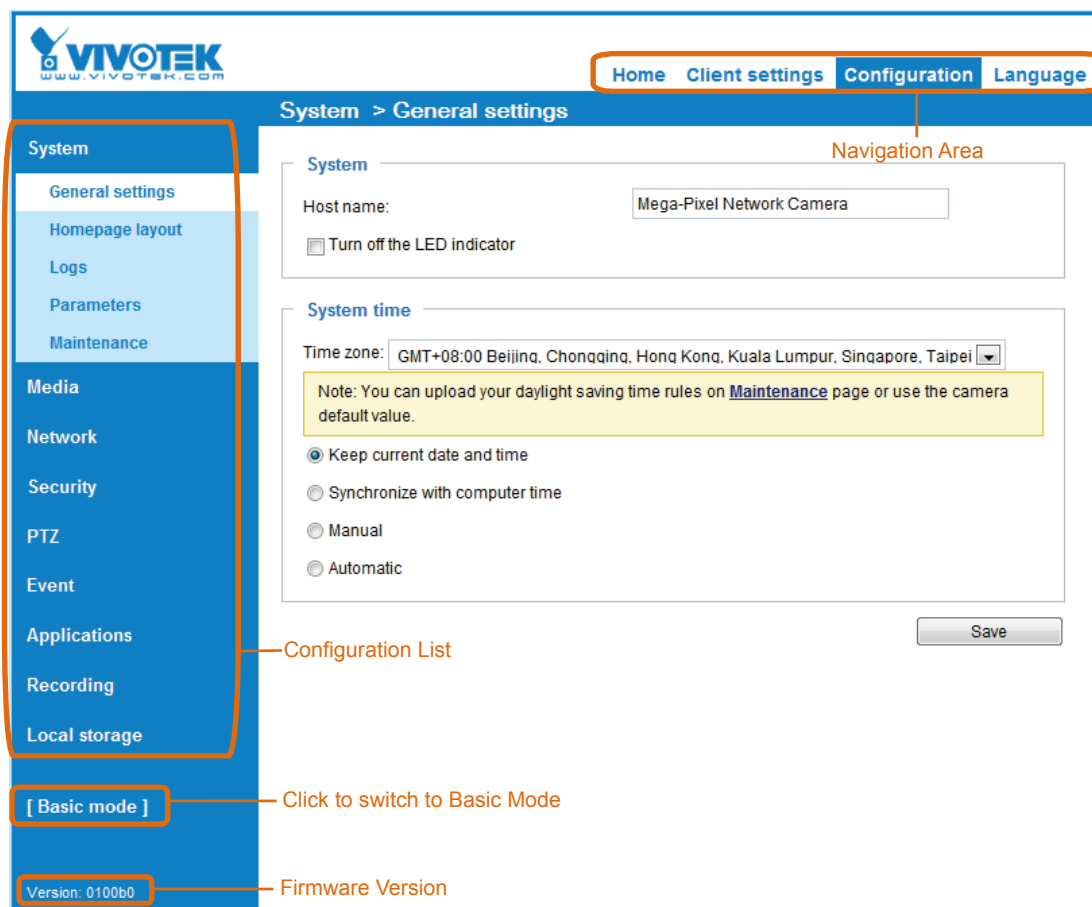 VIVOTEK
WWW.VIVOTEK.COM
Home Client settings Configuration Language
System > General settings
Navigation Area
System
General settings
Homepage layout
Logs
Parameters
Maintenance
Media
Network
Security
PTZ
Event
Applications
Recording
Local storage
[ Basic mode ]
Version: 0100b0
System
Host name: Mega-Pixel Network Camera
Turn off the LED indicator
System time
Time zone: GMT+08:00 Beijing, Chongqing, Hong Kong, Kuala Lumpur, Singapore, Taipei
Note: You can upload your daylight saving time rules on Maintenance page or use the camera
default value.
Keep current date and time
Synchronize with computer time
Manual
Automatic
Save
Configuration List
Click to switch to Basic Mode
Firmware Version